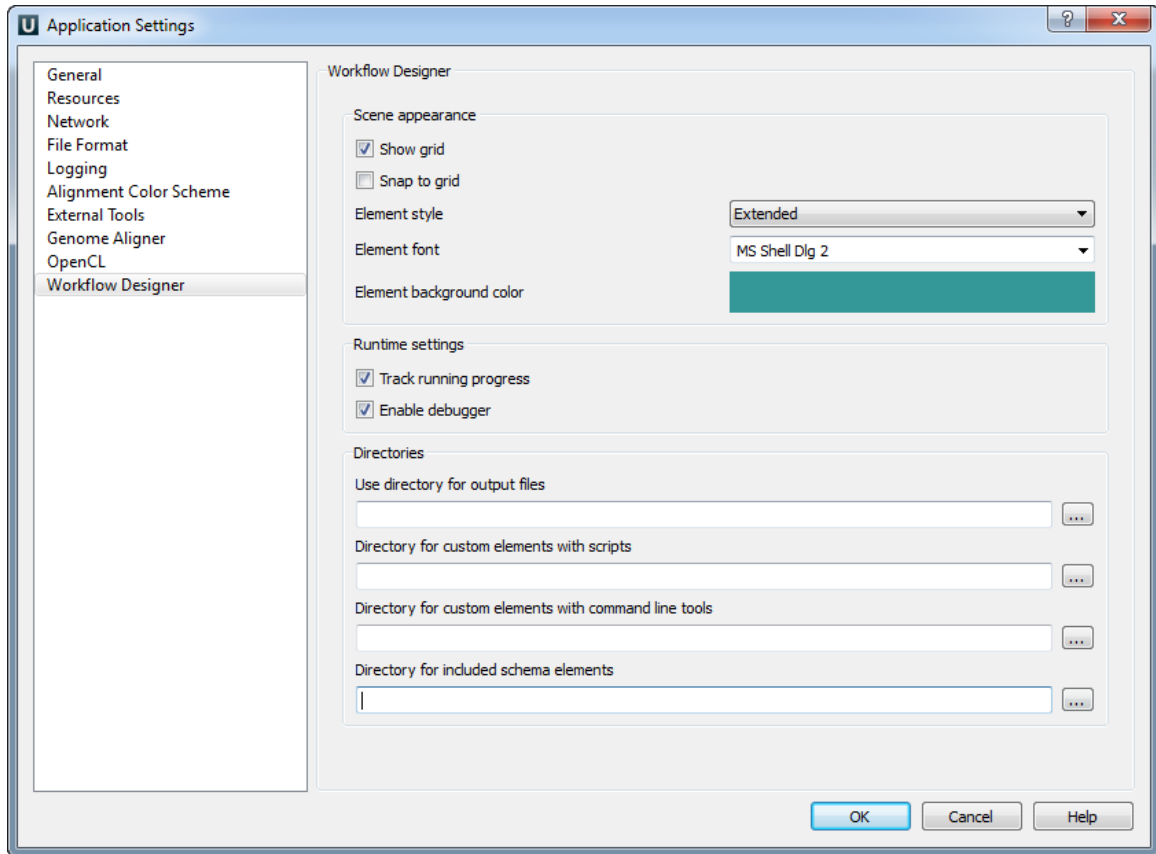 U Application Settings
General
Resources
Network
File Format
Logging
Alignment Color Scheme
External Tools
Genome Aligner
OpenCL
Workflow Designer
Workflow Designer
Scene appearance
Show grid
Snap to grid
Element style Extended
Element font MS Shell Dlg 2
Element background color
Runtime settings
Track running progress
Enable debugger
Directories
Use directory for output files
...
Directory for custom elements with scripts
...
Directory for custom elements with command line tools
...
Directory for included schema elements
...
OK Cancel Help